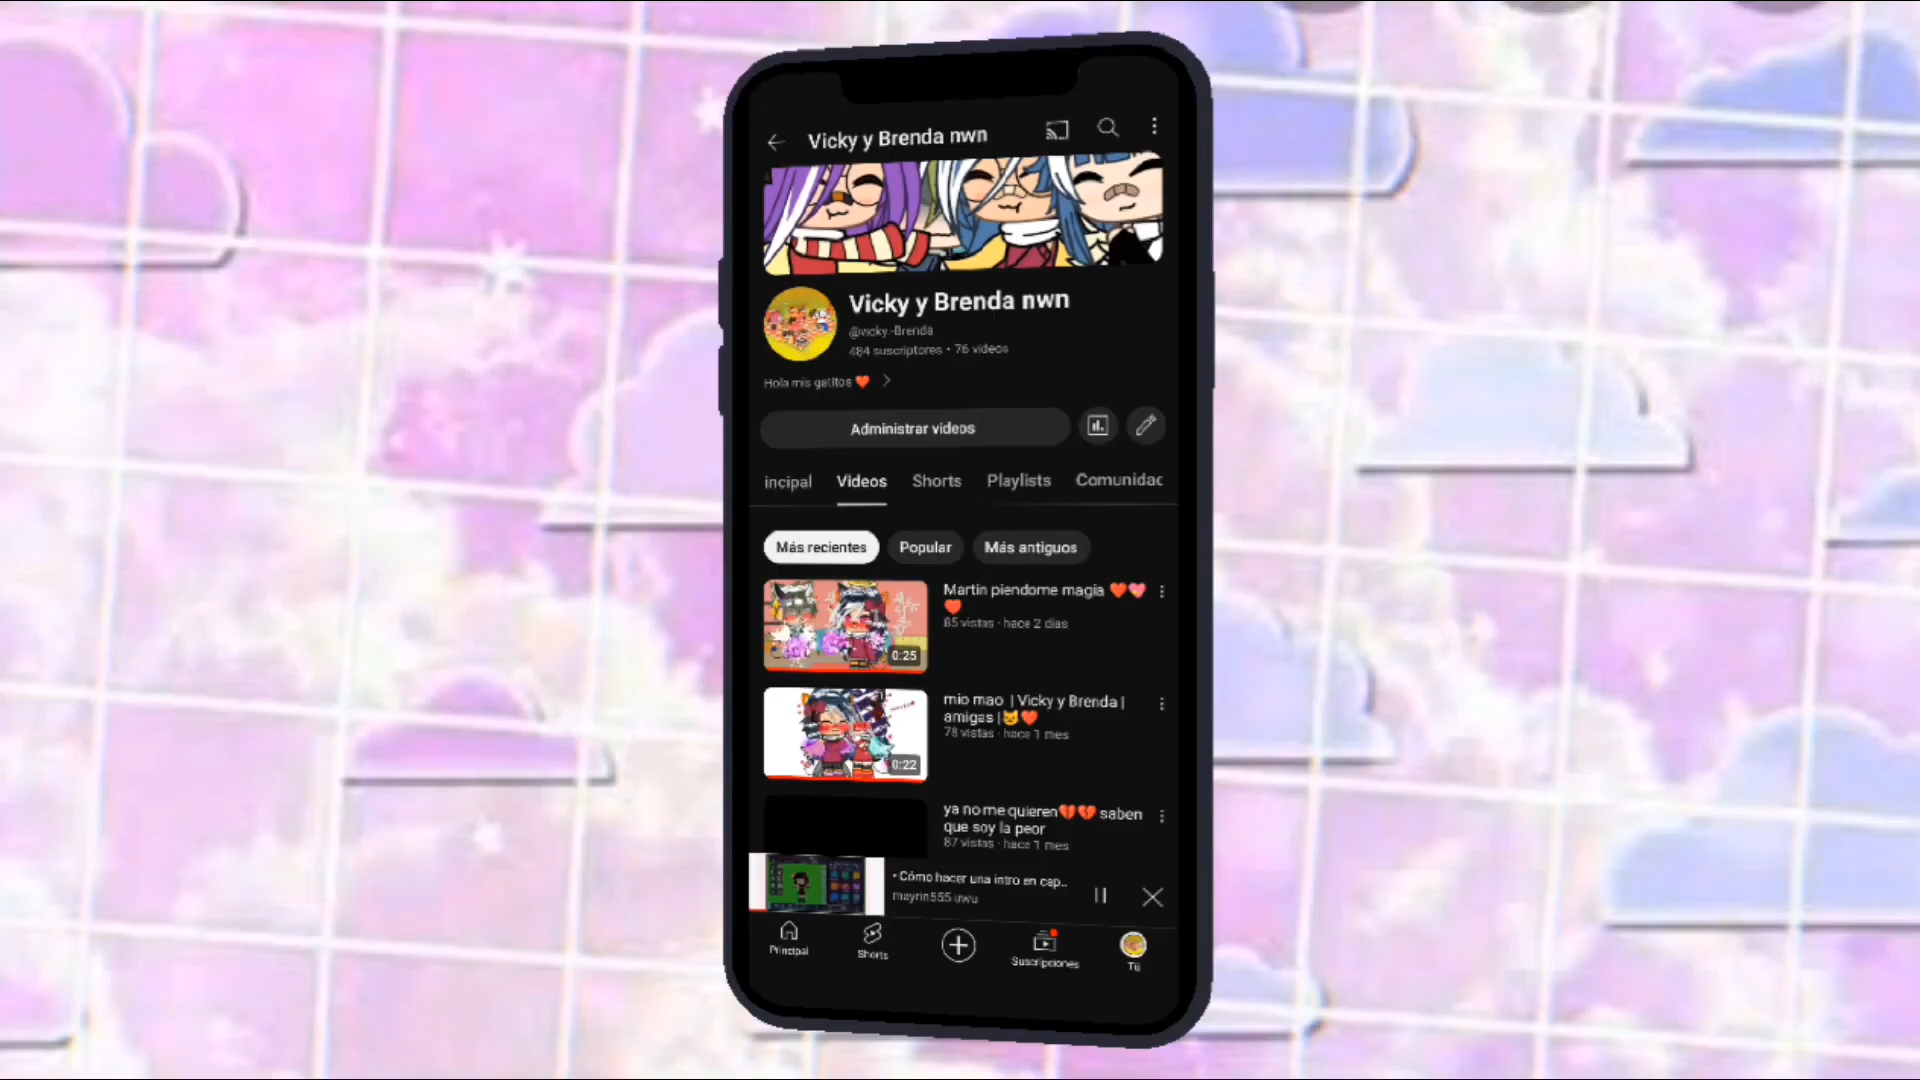 Vicky y Brenda nwn
Vicky y Brenda nwn
@vicky.-Brenda
484 suscriptores • 76 videos
Hola mis gatitos ❤️
Administrar videos
incipal Videos Shorts Playlists Comunidad
Más recientes Popular Más antiguos
Martin piendome magia ❤️💖
❤️
85 vistas · hace 2 días
0:25
mio mao | Vicky y Brenda |
amigas |😺❤️
78 vistas · hace 1 mes
0:22
ya no me quieren💔💔 saben
que soy la peor
87 vistas · hace 1 mes
• Cómo hacer una intro en cap..
mayrin555 uwu
Principal Shorts Suscripciones Tú